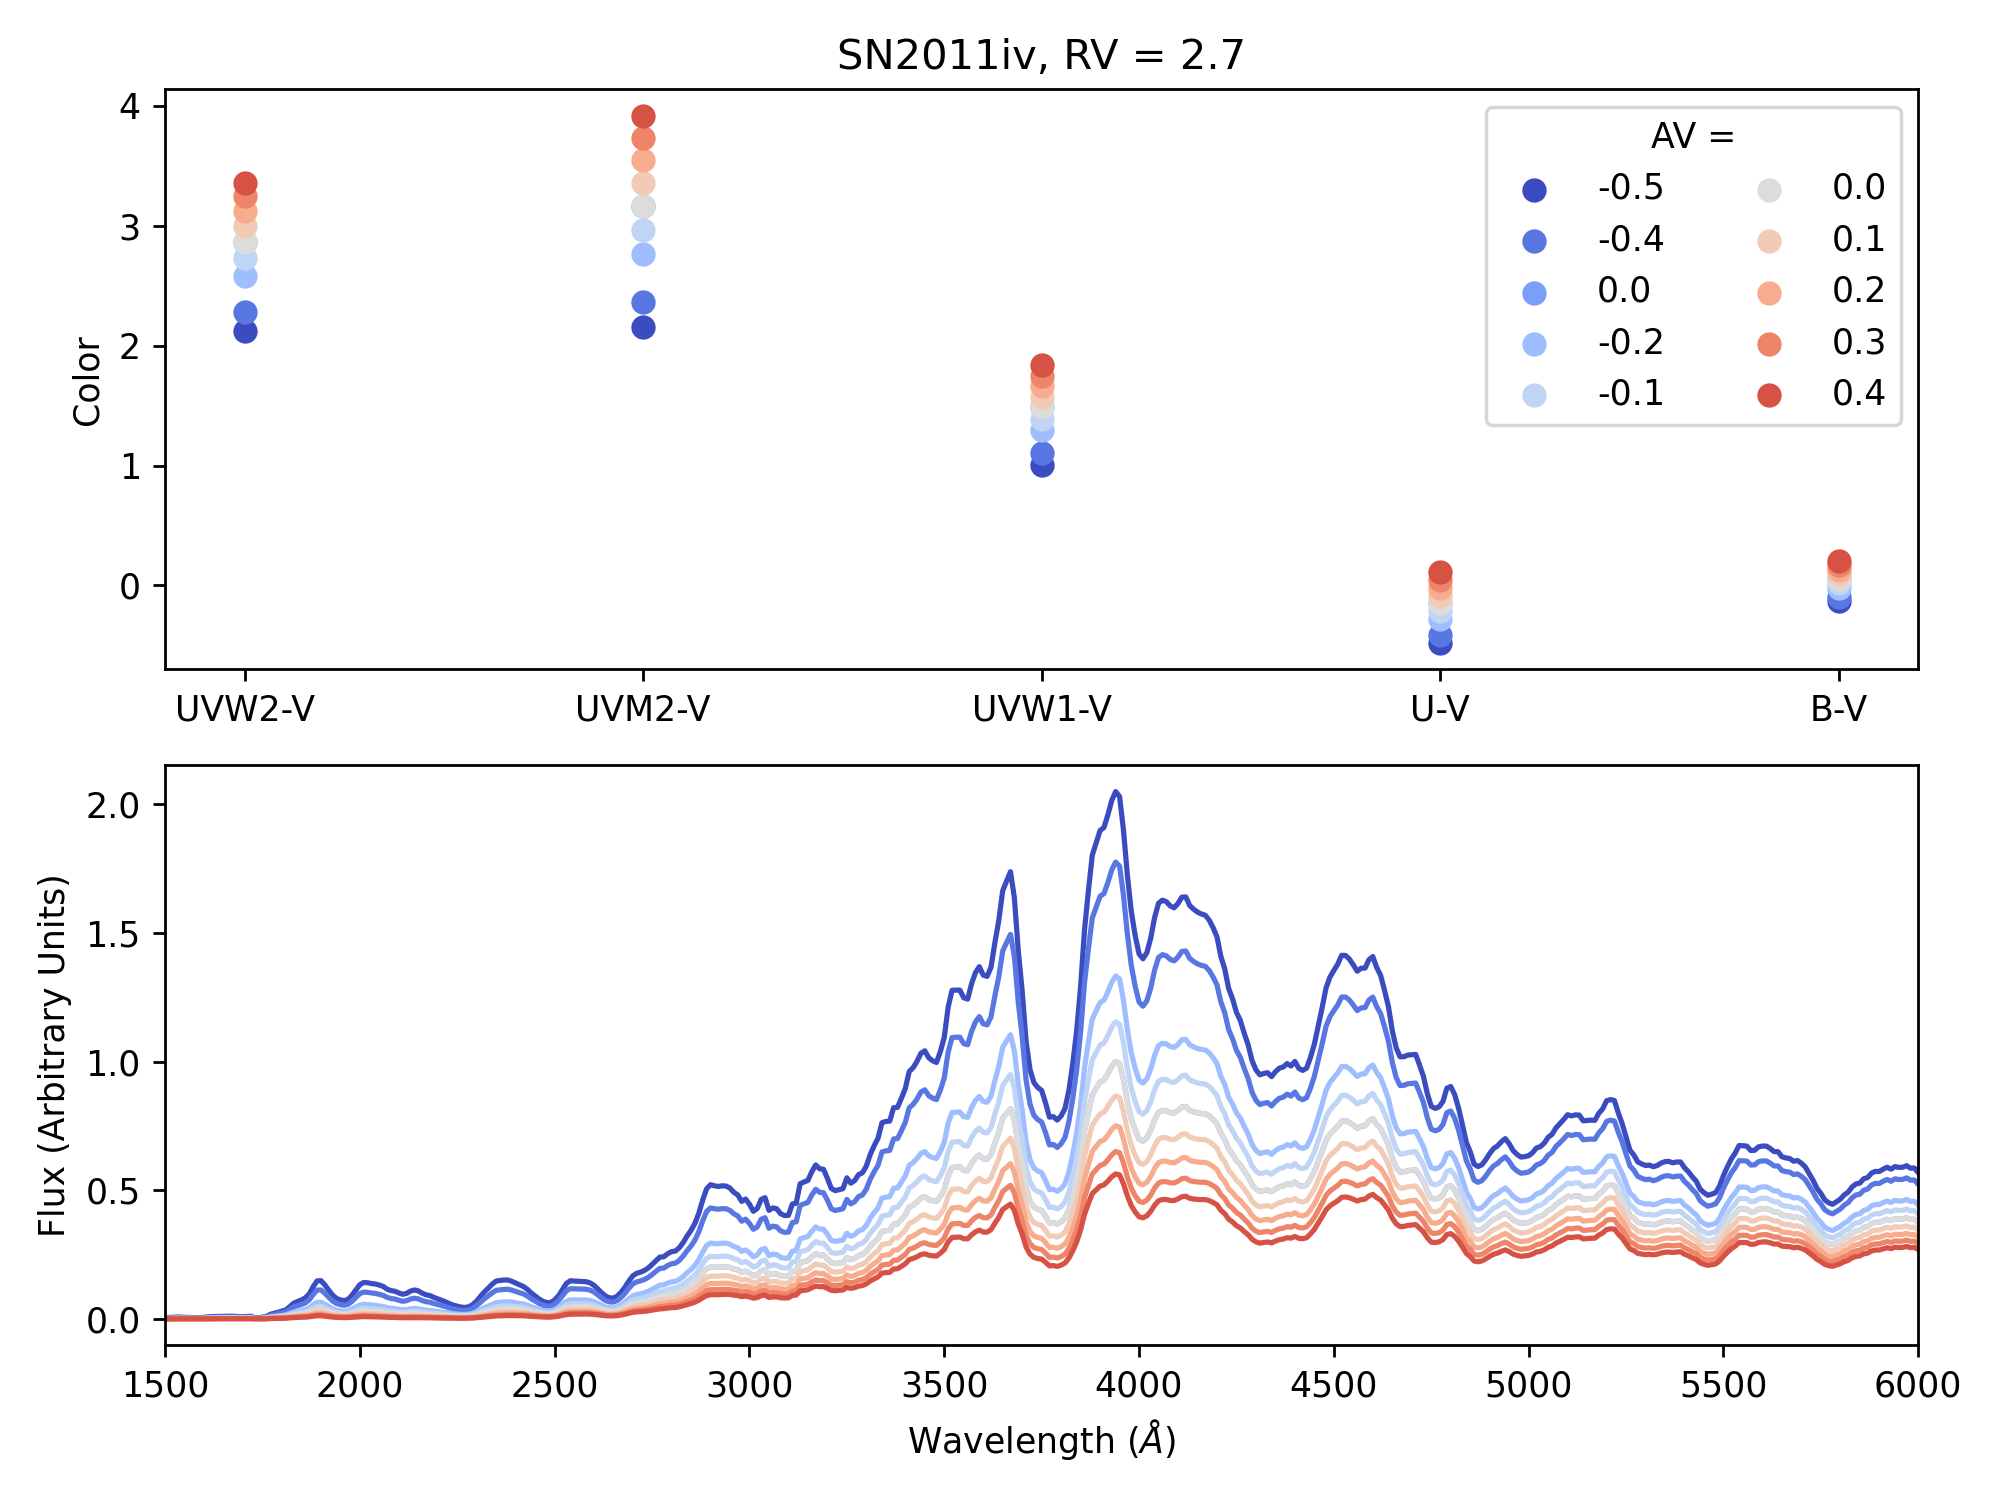 SN2011iv, RV = 2.7
4
3
2
1
0
Color
AV =
-0.5 0.0
-0.4 0.1
0.0 0.2
-0.2 0.3
-0.1 0.4
UVW2-V UVM2-V UVW1-V U-V B-V
2.0
1.5
1.0
0.5
0.0
Flux (Arbitrary Units)
1500 2000 2500 3000 3500 4000 4500 5000 5500 6000
Wavelength (Å)